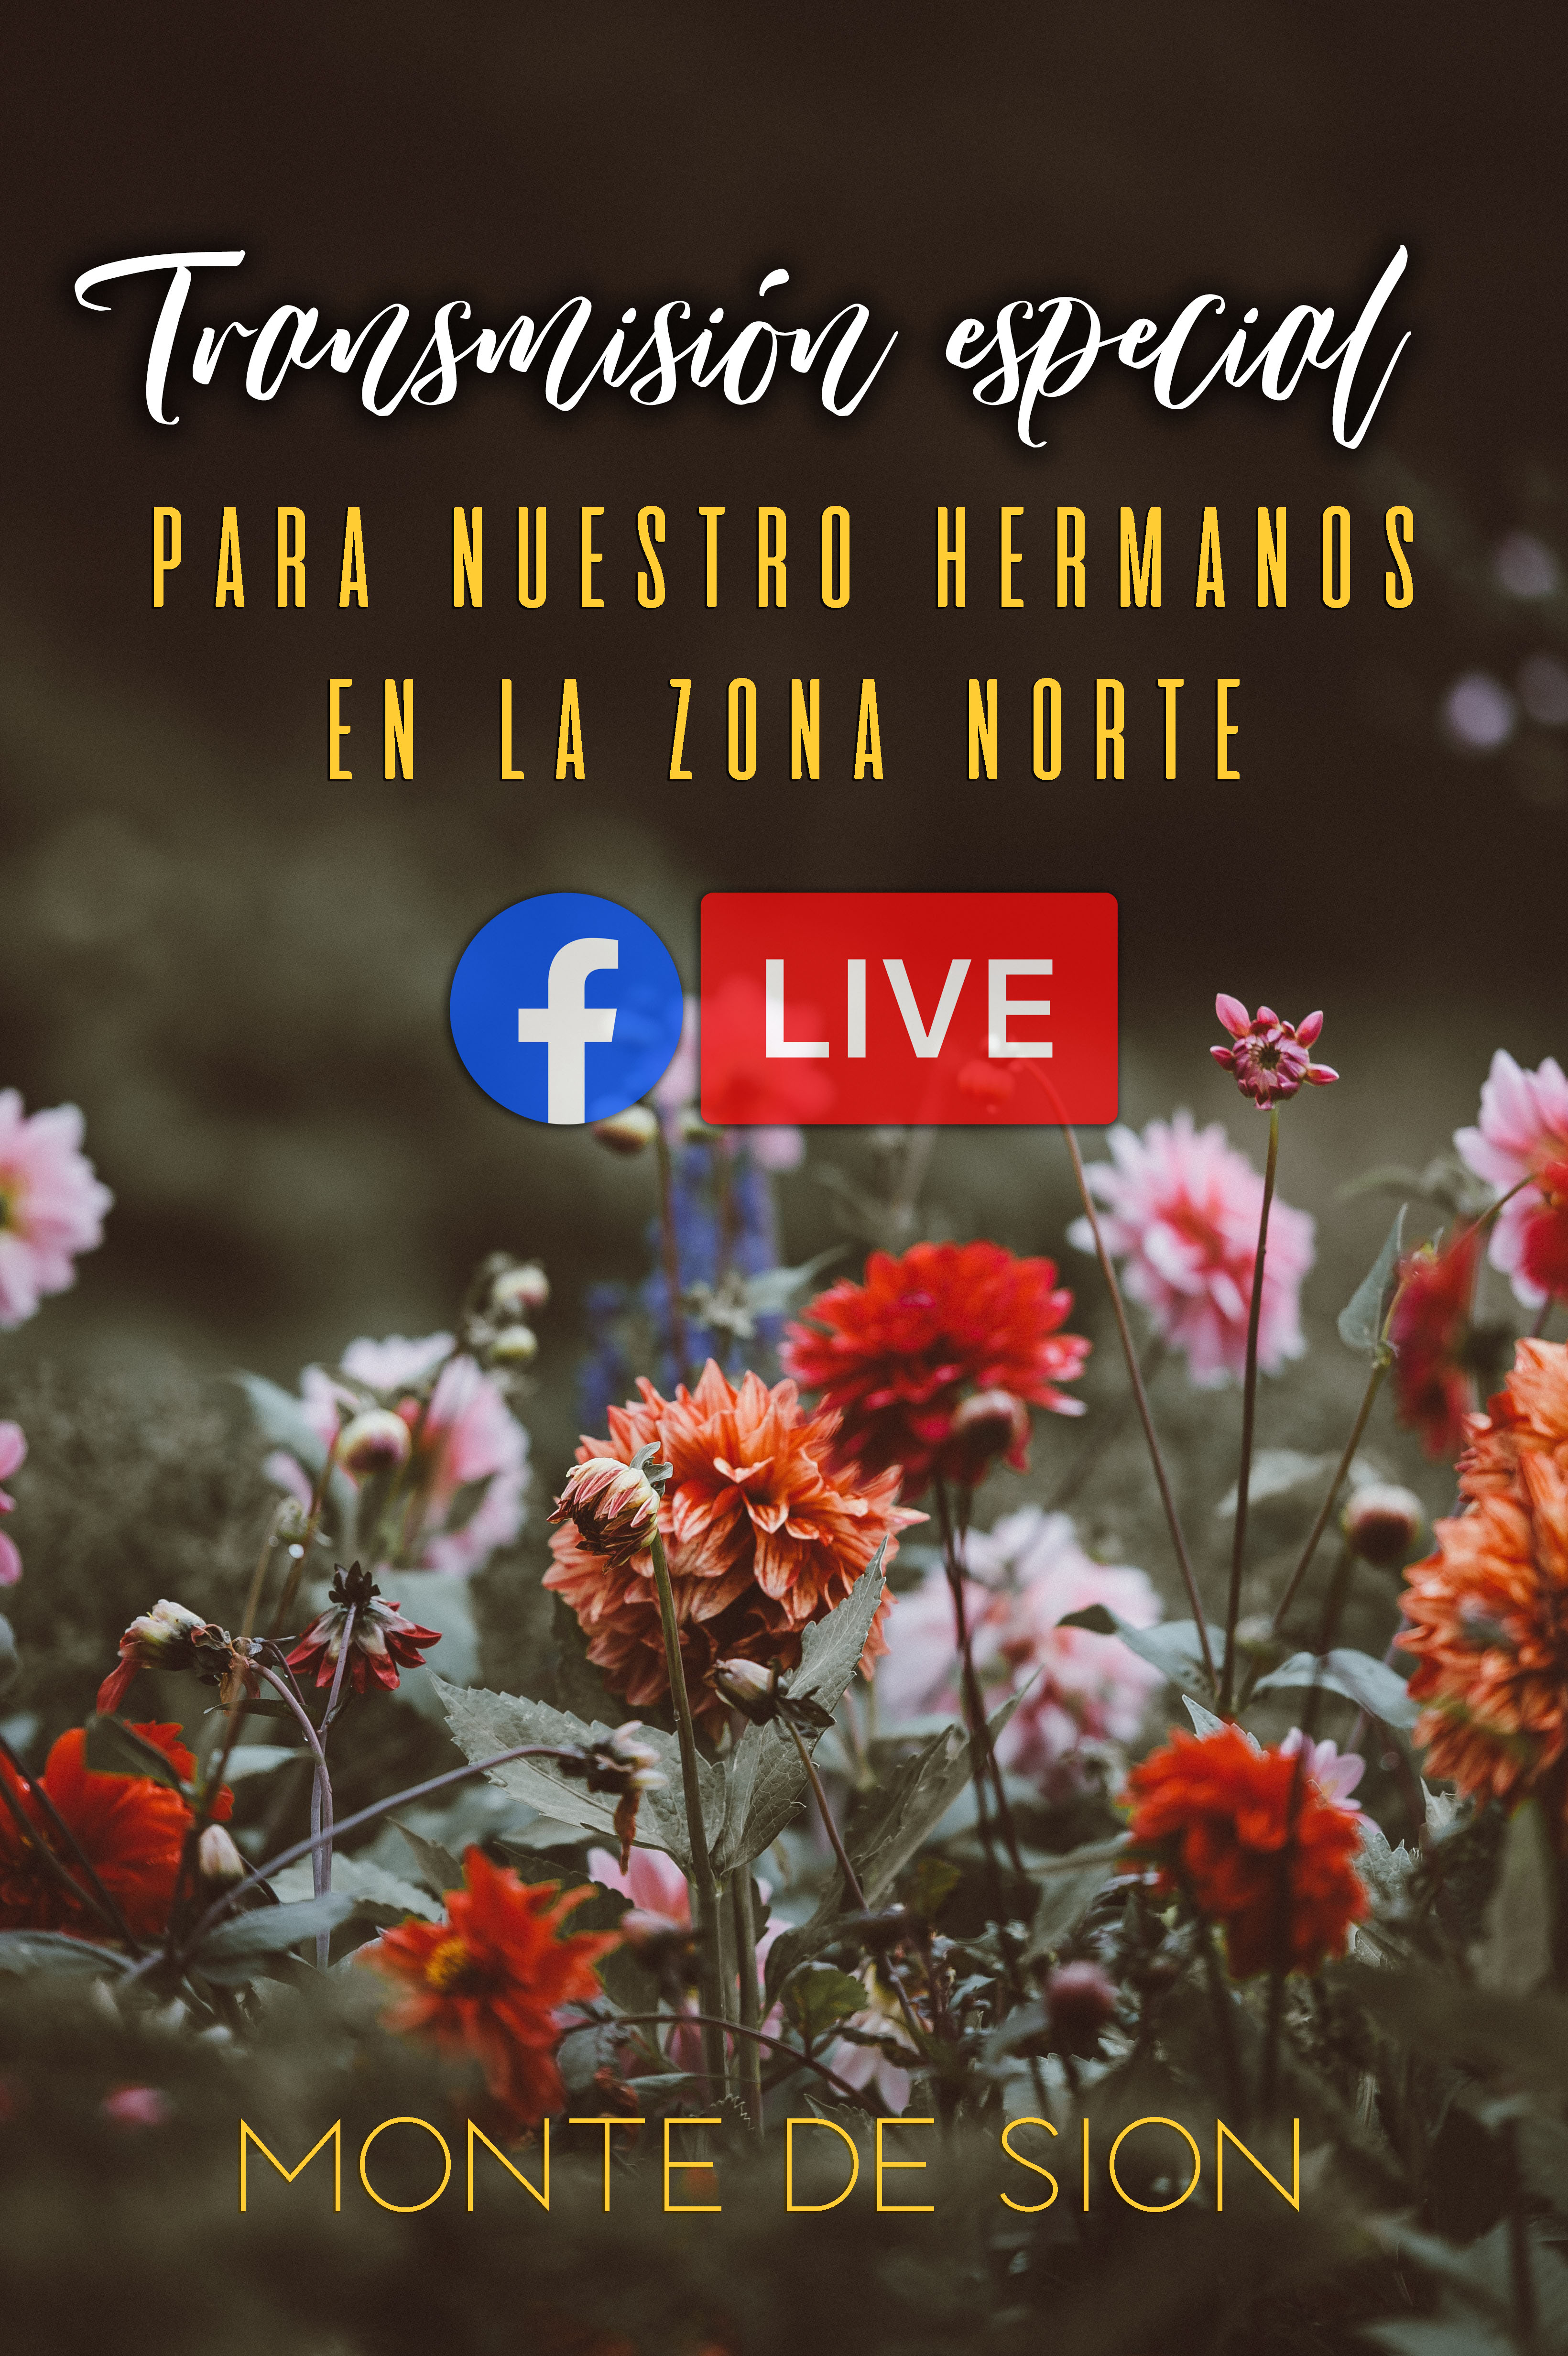 Transmisión especial
PARA NUESTRO HERMANOS
EN LA ZONA NORTE
f LIVE
MONTE DE SION